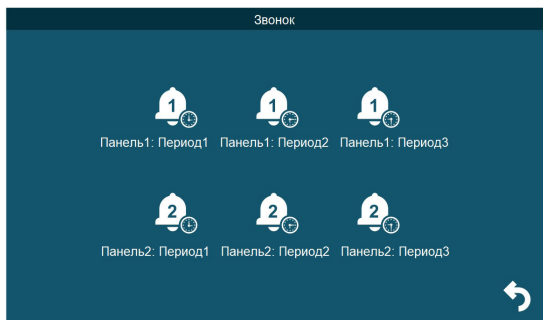 Звонок
1 1 1
Панель1: Период1 Панель1: Период2 Панель1: Период3
2 2 2
Панель2: Период1 Панель2: Период2 Панель2: Период3